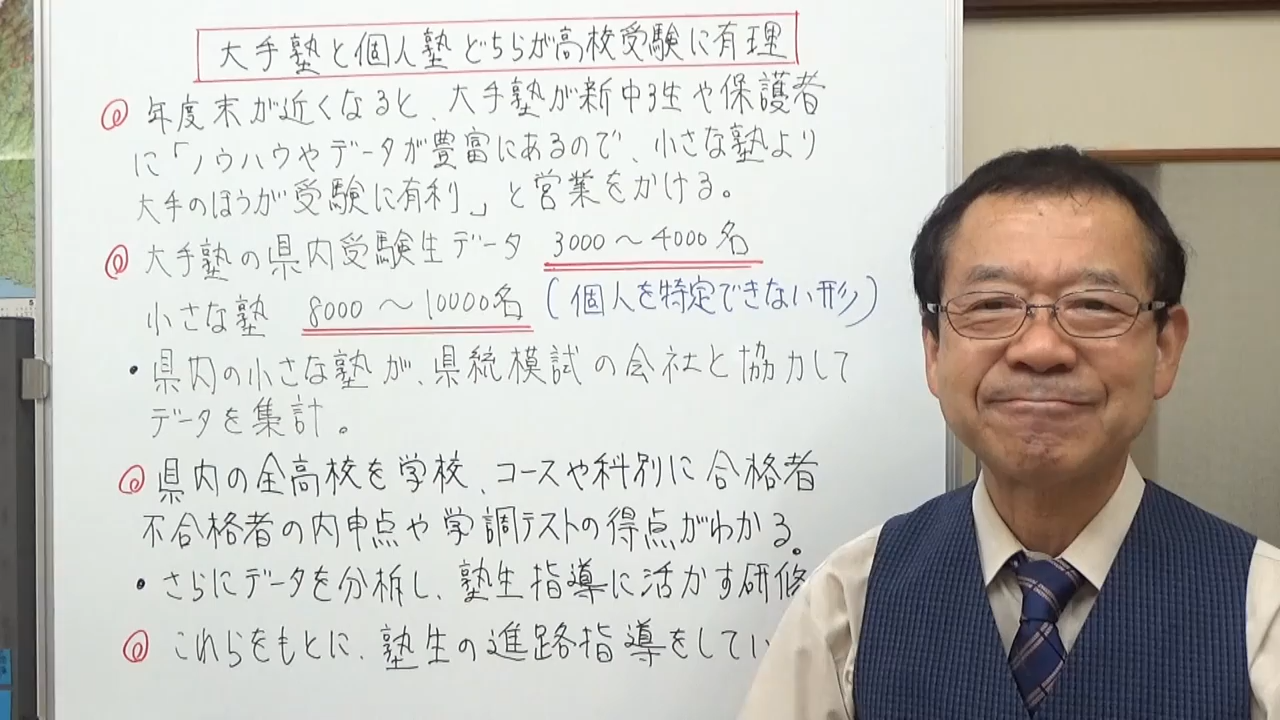 大手塾と個人塾どちらが高校受験に有理
年度末が近くなると、大手塾が新中3生や保護者
に「ノウハウやデータが豊富にあるので、小さな塾より
大手のほうが受験に有利」と営業をかける。
大手塾の県内受験生データ 3000～4000名
小さな塾 8000～10000名 (個人を特定できない形)
・県内の小さな塾が、県統模試の会社と協力して
データを集計。
県内の全高校を学校、コースや科別に合格者
不合格者の内申点や学調テストの得点がわかる。
・さらにデータを分析し、塾生指導に活かす研修
これらをもとに、塾生の進路指導をしてい